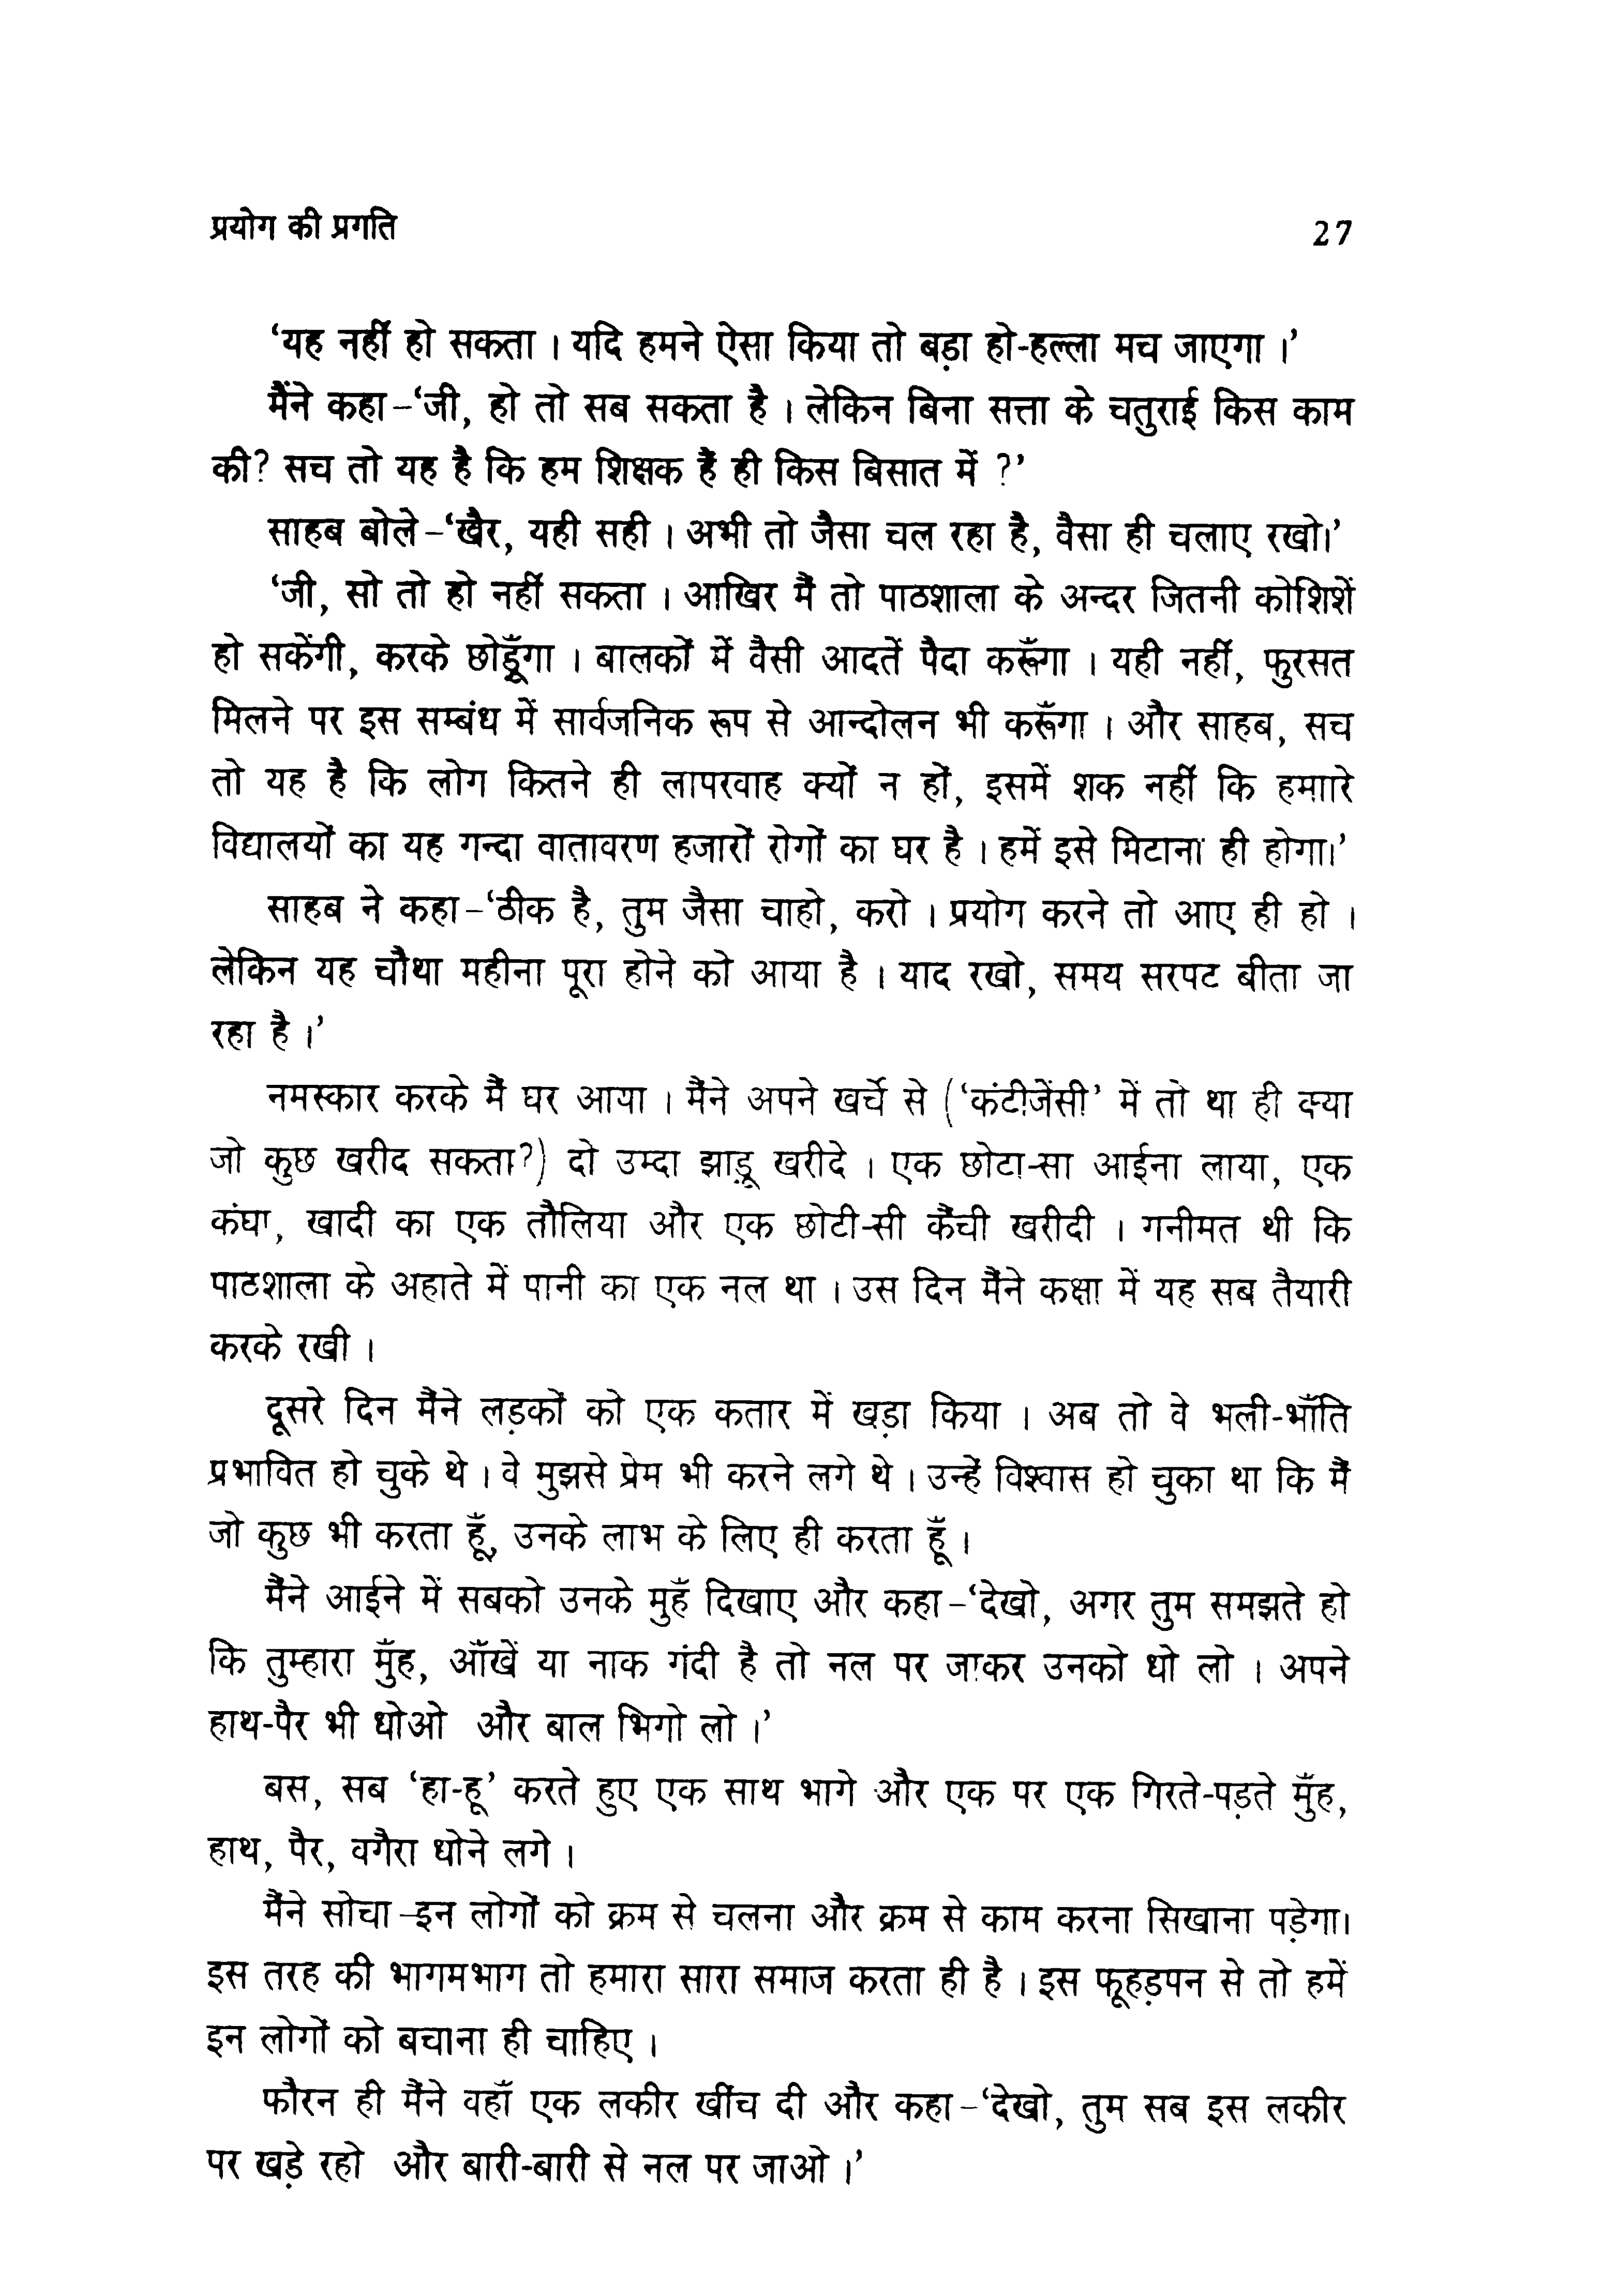 प्रयोग की प्रगति 27
‘यह नहीं हो सकता । यदि हमने ऐसा किया तो बड़ा हो-हल्ला मच जाएगा ।’
मैंने कहा–‘जी, हो तो सब सकता है । लेकिन बिना सत्ता के चतुराई किस काम
की? सच तो यह है कि हम शिक्षक हैं ही किस बिसात में ?’
साहब बोले–‘खैर, यही सही । अभी तो जैसा चल रहा है, वैसा ही चलाए रखो।’
‘जी, सो तो हो नहीं सकता । आखिर मैं तो पाठशाला के अन्दर जितनी कोशिशें
हो सकेंगी, करके छोड़ूँगा । बालकों में वैसी आदतें पैदा करूँगा । यही नहीं, फुरसत
मिलने पर इस सम्बंध में सार्वजनिक रूप से आन्दोलन भी करूँगा । और साहब, सच
तो यह है कि लोग कितने ही लापरवाह क्यों न हों, इसमें शक नहीं कि हमाारे
विद्यालयों का यह गन्दा वातावरण हजारों रोगों का घर है । हमें इसे मिटाना ही होगा।’
साहब ने कहा–‘ठीक है, तुम जैसा चाहो, करो । प्रयोग करने तो आए ही हो ।
लेकिन यह चौथा महीना पूरा होने को आया है । याद रखो, समय सरपट बीता जा
रहा है ।’
नमस्कार करके मैं घर आया । मैंने अपने खर्चे से (‘कंटीजेंसी’ में तो था ही क्या
जो कुछ खरीद सकता?) दो उम्दा झाड़ू खरीदे । एक छोटा-सा आईना लाया, एक
कंघा, खादी का एक तौलिया और एक छोटी-सी कैंची खरीदी । गनीमत थी कि
पाठशाला के अहाते में पानी का एक नल था । उस दिन मैंने कक्षा में यह सब तैयारी
करके रखी ।
दूसरे दिन मैंने लड़कों को एक कतार में खड़ा किया । अब तो वे भली-भाँति
प्रभावित हो चुके थे । वे मुझसे प्रेम भी करने लगे थे । उन्हें विश्वास हो चुका था कि मैं
जो कुछ भी करता हूँ, उनके लाभ के लिए ही करता हूँ ।
मैंने आईने में सबको उनके मुहँ दिखाए और कहा–‘देखो, अगर तुम समझते हो
कि तुम्हारा मुँह, आँखें या नाक गंदी है तो नल पर जाकर उनको धो लो । अपने
हाथ-पैर भी धोओ और बाल भिगो लो ।’
बस, सब ‘हा-हू’ करते हुए एक साथ भागे और एक पर एक गिरते-पड़ते मुँह,
हाथ, पैर, वगैरा धोने लगे ।
मैंने सोचा–इन लोगों को क्रम से चलना और क्रम से काम करना सिखाना पड़ेगा।
इस तरह की भागमभाग तो हमारा सारा समाज करता ही है । इस फूहड़पन से तो हमें
इन लोगों को बचाना ही चाहिए ।
फौरन ही मैंने वहाँ एक लकीर खींच दी और कहा–‘देखो, तुम सब इस लकीर
पर खड़े रहो और बारी-बारी से नल पर जाओ ।’